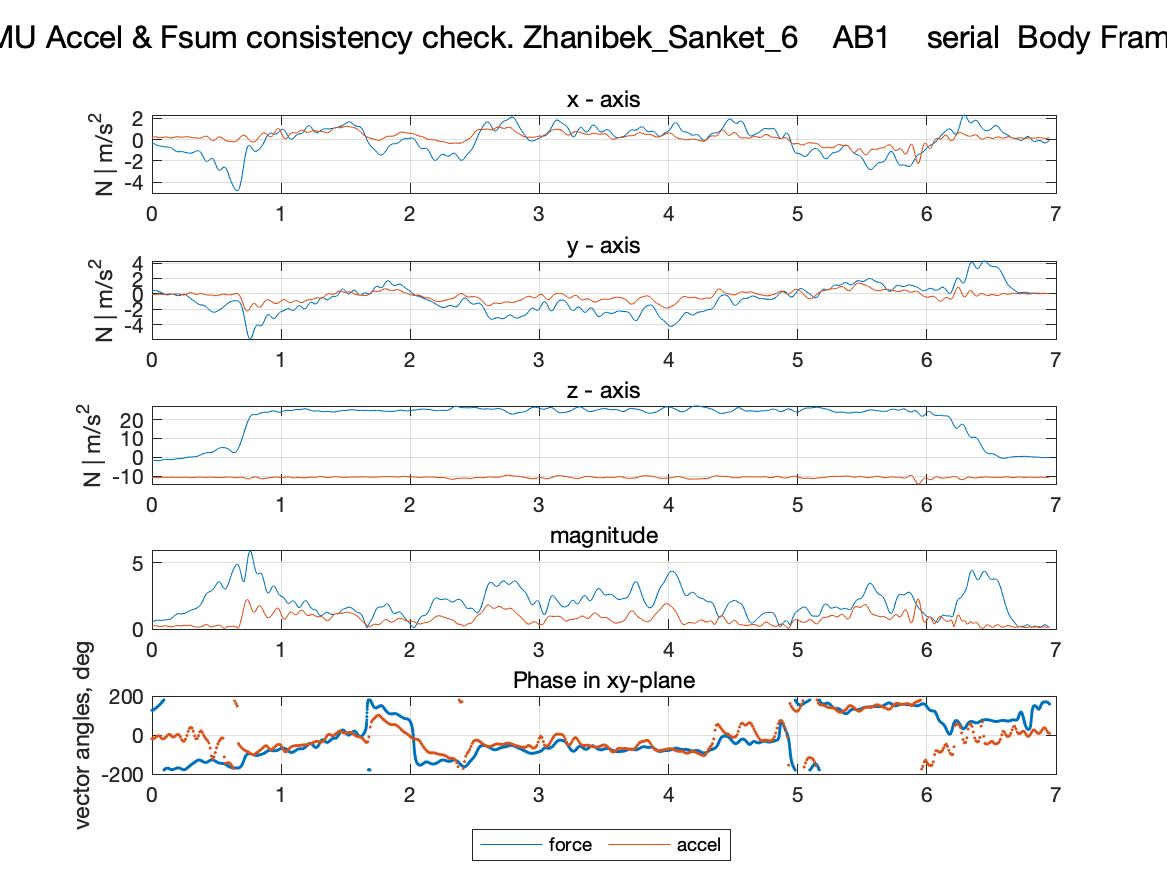 MU Accel & Fsum consistency check. Zhanibek_Sanket_6 AB1 serial Body Fram
x - axis
N | m/s²
2
0
-2
-4
0 1 2 3 4 5 6 7
y - axis
N | m/s²
4
2
0
-2
-4
0 1 2 3 4 5 6 7
z - axis
N | m/s²
20
10
0
-10
0 1 2 3 4 5 6 7
magnitude
5
0
0 1 2 3 4 5 6 7
Phase in xy-plane
vector angles, deg
200
0
-200
0 1 2 3 4 5 6 7
force accel